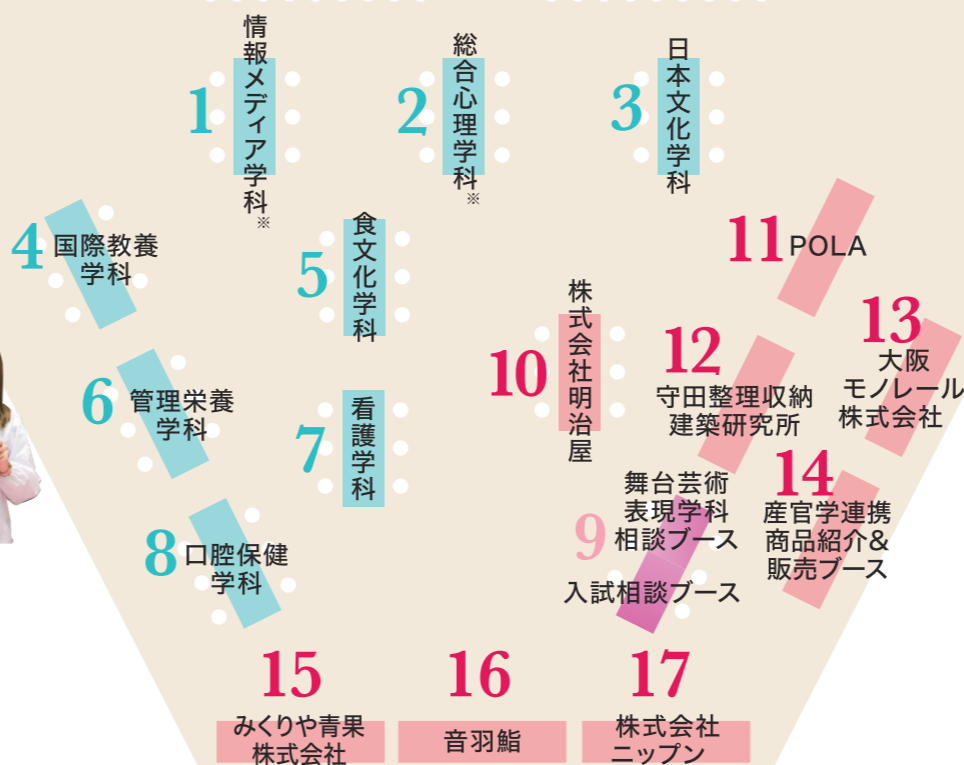 1
情報メディア学科※
2
総合心理学科※
3
日本文化学科
4
国際教養
学科
5
食文化学科
6
管理栄養
学科
7
看護学科
8
口腔保健
学科
9
舞台芸術
表現学科
相談ブース
入試相談ブース
10
株式会社明治屋
11
POLA
12
守田整理収納
建築研究所
13
大阪
モノレール
株式会社
14
産官学連携
商品紹介&
販売ブース
15
みくりや青果
株式会社
16
音羽鮨
17
株式会社
ニップン